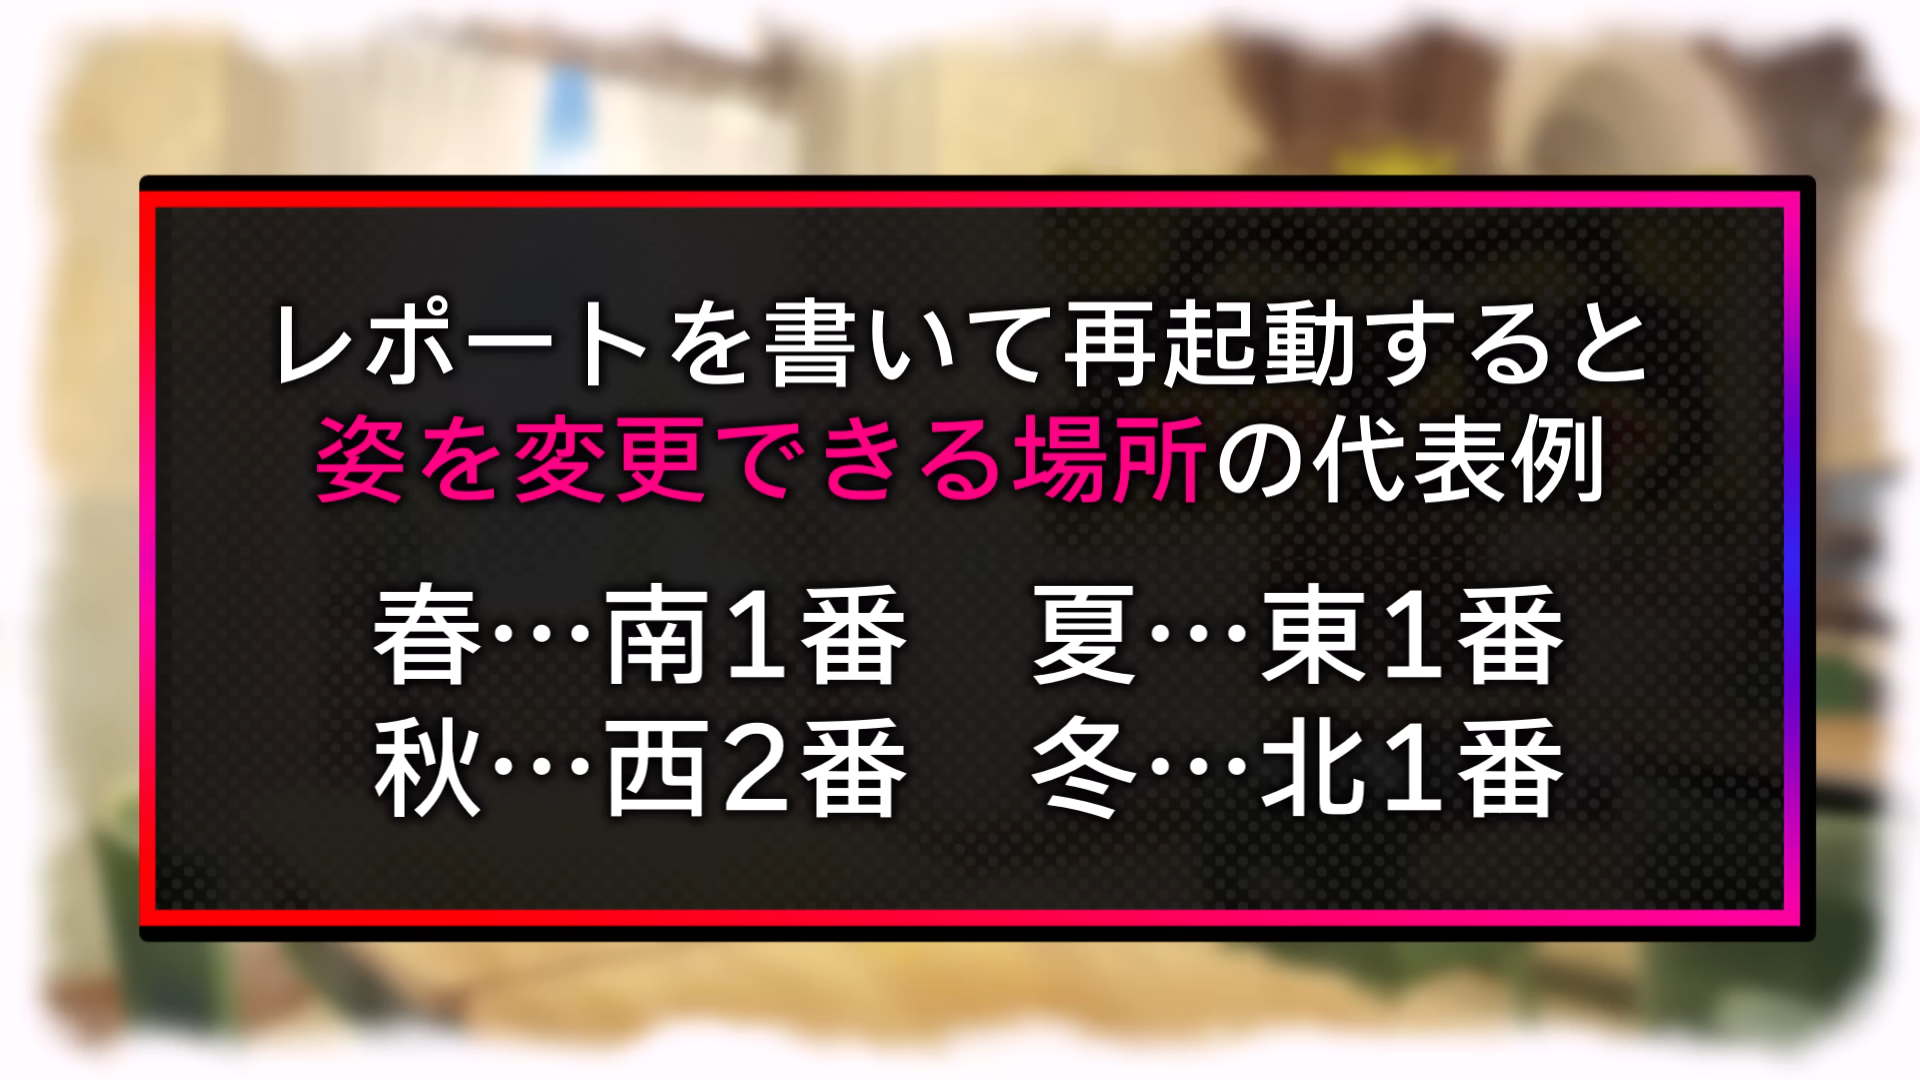 レポートを書いて再起動すると
姿を変更できる場所の代表例
春…南1番　夏…東1番
秋…西2番　冬…北1番